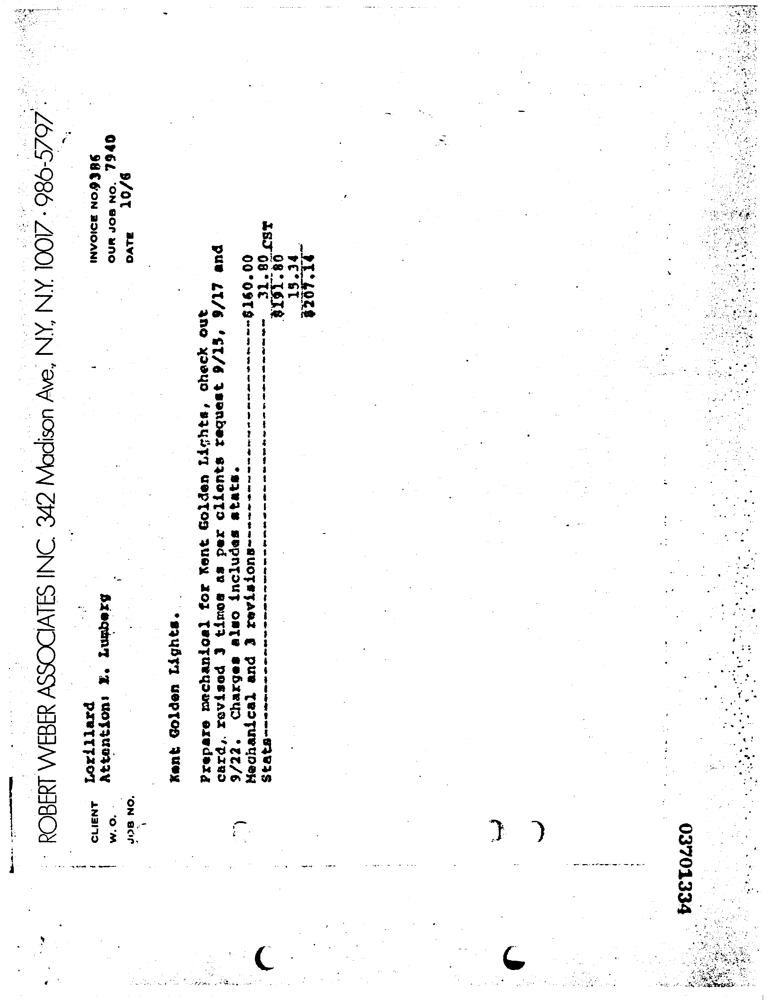 ROBERT WEBER ASSOCIATES INC. 342 Madison Ave., N.Y., N.Y. 10017 · 986-5797
CLIENT Lorillard
W. O. Attention: E. Lumberg
JOB NO.
INVOICE NO. 9386
OUR JOB NO. 7940
DATE 10/6
Kent Golden Lights.
Prepare mechanical for Kent Golden Lights, check out
card, revised 3 times as per clients request 9/15, 9/17 and
9/22. Charges also includes stats.
Mechanical and 3 revisions----------------------------$160.00
Stats------------------------------------------------- 31.80 CST
$191.80
15.34
$207.14
03701334